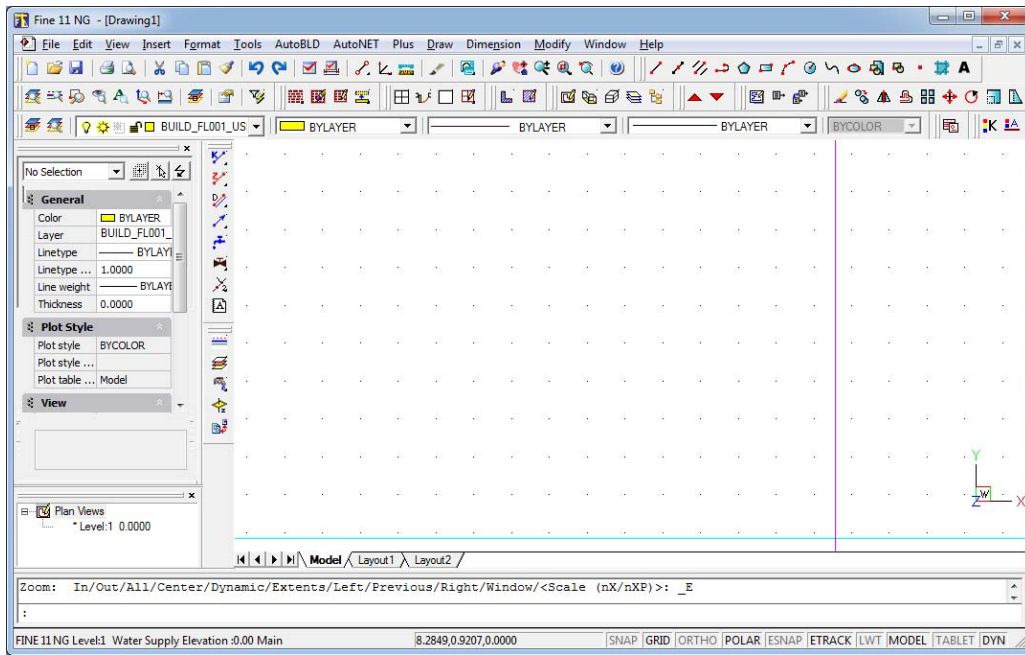 Fine 11 NG - [Drawing1]
File Edit View Insert Format Tools AutoBLD AutoNET Plus Draw Dimension Modify Window Help
BUILD_FL001_US BYLAYER BYLAYER BYLAYER BYCOLOR
No Selection
General
Color BYLAYER
Layer BUILD_FL001_
Linetype BYLAYI
Linetype ... 1.0000
Line weight BYLAYE
Thickness 0.0000
Plot Style
Plot style BYCOLOR
Plot style ...
Plot table ... Model
View
Plan Views
* Level:1 0.0000
Y
W
Z X
Model Layout1 Layout2
Zoom: In/Out/All/Center/Dynamic/Extents/Left/Previous/Right/Window/<Scale (nX/nXP)>: _E
:
FINE 11 NG Level:1 Water Supply Elevation :0.00 Main 8.2849,0.9207,0.0000 SNAP GRID ORTHO POLAR ESNAP ETRACK LWT MODEL TABLET DYN